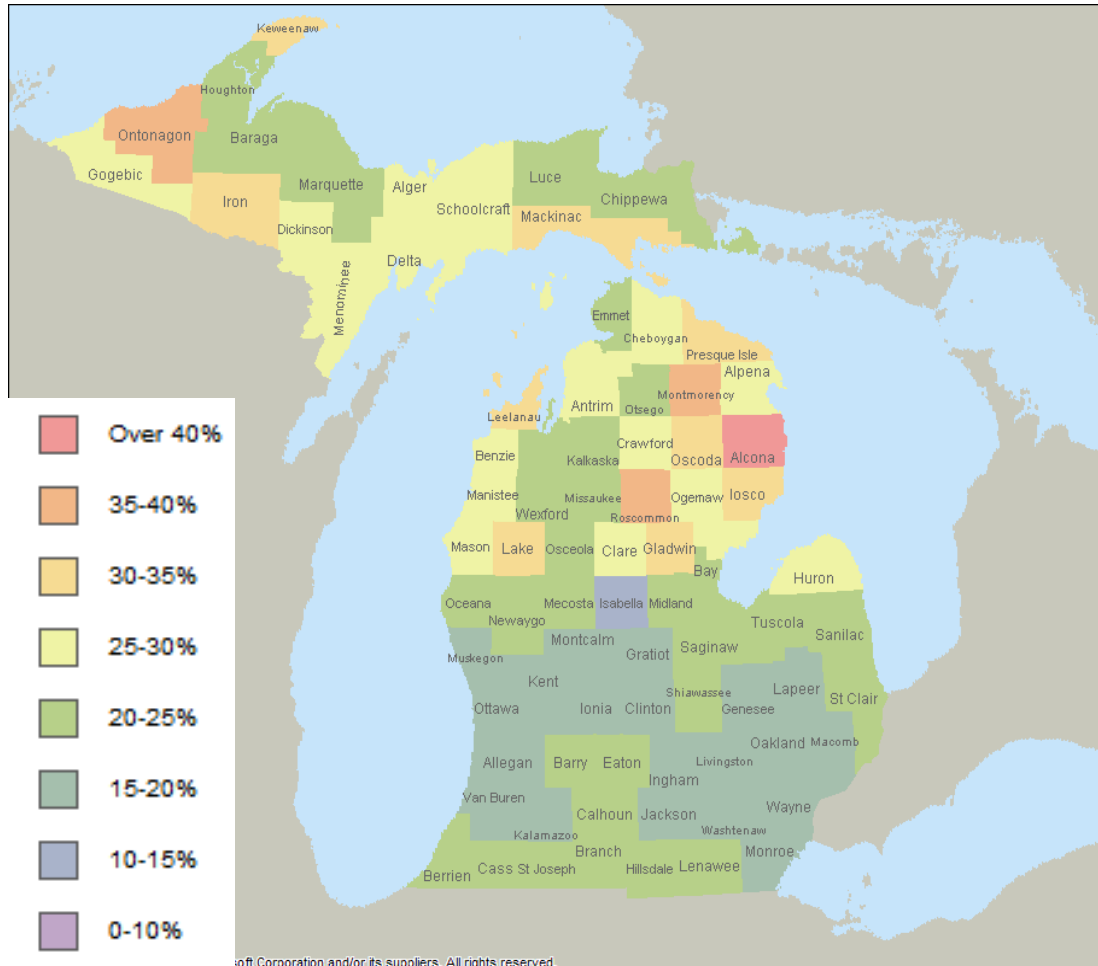 Keweenaw
Houghton
Ontonagon
Baraga
Gogebic
Marquette
Alger
Luce
Iron
Schoolcraft
Chippewa
Mackinac
Dickinson
Delta
Menominee
Emmet
Cheboygan
Presque Isle
Alpena
Montmorency
Antrim
Otsego
Leelanau
Crawford
Benzie
Kalkaska
Oscoda
Alcona
Manistee
Missaukee
Ogemaw
Iosco
Wexford
Roscommon
Mason
Lake
Osceola
Clare
Gladwin
Bay
Huron
Oceana
Mecosta
Isabella
Midland
Newaygo
Tuscola
Sanilac
Montcalm
Saginaw
Muskegon
Gratiot
Kent
Shiawassee
Lapeer
St Clair
Ottawa
Ionia
Clinton
Genesee
Oakland
Macomb
Allegan
Barry
Eaton
Livingston
Ingham
Van Buren
Calhoun
Jackson
Wayne
Kalamazoo
Washtenaw
Branch
Monroe
Berrien
Cass
St Joseph
Hillsdale
Lenawee
Over 40%
35-40%
30-35%
25-30%
20-25%
15-20%
10-15%
0-10%
soft Corporation and/or its suppliers. All rights reserved.